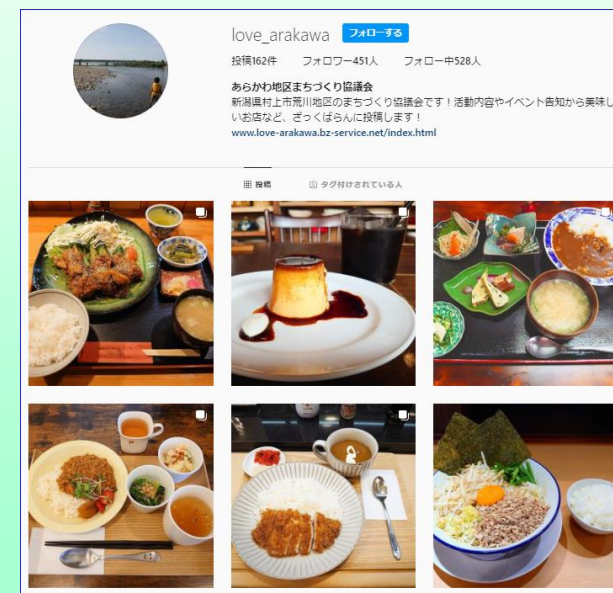 love_arakawa フォローする
投稿162件 フォロワー451人 フォロー中528人
あらかわ地区まちづくり協議会
新潟県村上市荒川地区のまちづくり協議会です！活動内容やイベント告知から美味し
いお店など、ざっくばらんに投稿します！
www.love-arakawa.bz-service.net/index.html
投稿 タグ付けされている人